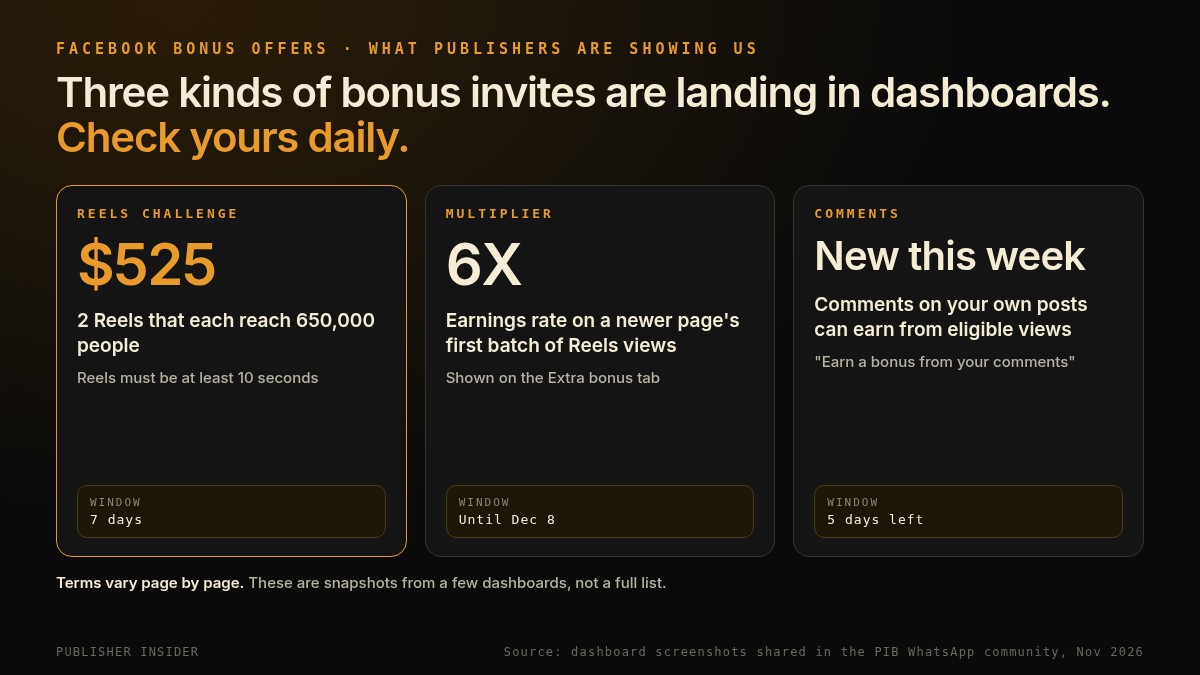 FACEBOOK BONUS OFFERS · WHAT PUBLISHERS ARE SHOWING US
Three kinds of bonus invites are landing in dashboards.
Check yours daily.
REELS CHALLENGE
$525
2 Reels that each reach 650,000
people
Reels must be at least 10 seconds
WINDOW
7 days
MULTIPLIER
6X
Earnings rate on a newer page's
first batch of Reels views
Shown on the Extra bonus tab
WINDOW
Until Dec 8
COMMENTS
New this week
Comments on your own posts
can earn from eligible views
"Earn a bonus from your comments"
WINDOW
5 days left
Terms vary page by page. These are snapshots from a few dashboards, not a full list.
PUBLISHER INSIDER
Source: dashboard screenshots shared in the PIB WhatsApp community, Nov 2026